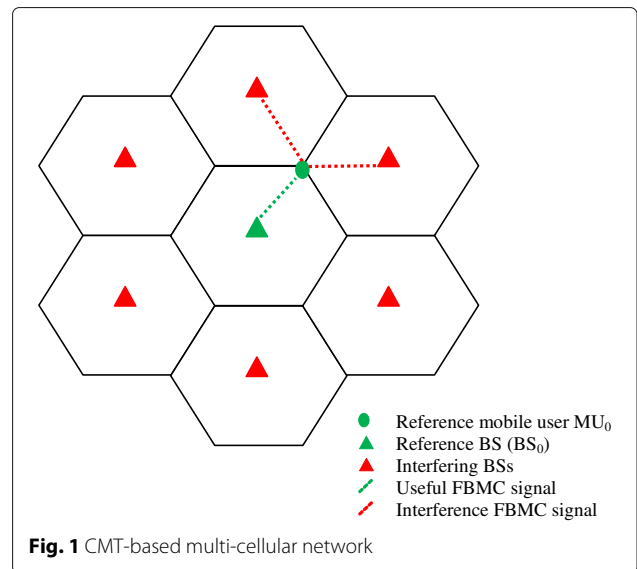 Reference mobile user MU₀
Reference BS (BS₀)
Interfering BSs
Useful FBMC signal
Interference FBMC signal
Fig. 1 CMT-based multi-cellular network